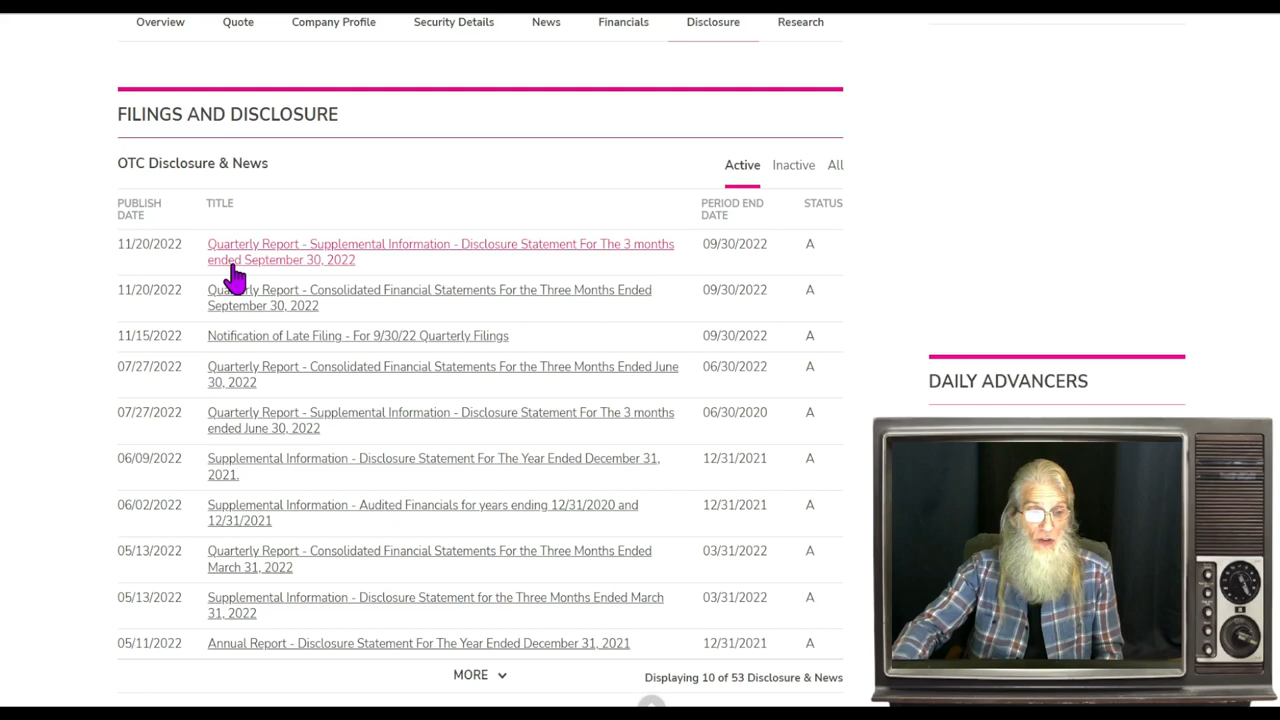 Overview Quote Company Profile Security Details News Financials Disclosure Research
FILINGS AND DISCLOSURE
OTC Disclosure & News
Active Inactive All
PUBLISH DATE TITLE PERIOD END DATE STATUS
11/20/2022 Quarterly Report - Supplemental Information - Disclosure Statement For The 3 months 09/30/2022 A
ended September 30, 2022
11/20/2022 Quarterly Report - Consolidated Financial Statements For the Three Months Ended 09/30/2022 A
September 30, 2022
11/15/2022 Notification of Late Filing - For 9/30/22 Quarterly Filings 09/30/2022 A
07/27/2022 Quarterly Report - Consolidated Financial Statements For the Three Months Ended June 06/30/2022 A
30, 2022
07/27/2022 Quarterly Report - Supplemental Information - Disclosure Statement For The 3 months 06/30/2020 A
ended June 30, 2022
06/09/2022 Supplemental Information - Disclosure Statement For The Year Ended December 31, 12/31/2021 A
2021.
06/02/2022 Supplemental Information - Audited Financials for years ending 12/31/2020 and 12/31/2021 A
12/31/2021
05/13/2022 Quarterly Report - Consolidated Financial Statements For the Three Months Ended 03/31/2022 A
March 31, 2022
05/13/2022 Supplemental Information - Disclosure Statement for the Three Months Ended March 03/31/2022 A
31, 2022
05/11/2022 Annual Report - Disclosure Statement For The Year Ended December 31, 2021 12/31/2021 A
MORE
Displaying 10 of 53 Disclosure & News
DAILY ADVANCERS